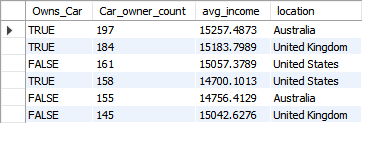 Owns_Car Car_owner_count avg_income location
TRUE 197 15257.4873 Australia
TRUE 184 15183.7989 United Kingdom
FALSE 161 15057.3789 United States
TRUE 158 14700.1013 United States
FALSE 155 14756.4129 Australia
FALSE 145 15042.6276 United Kingdom